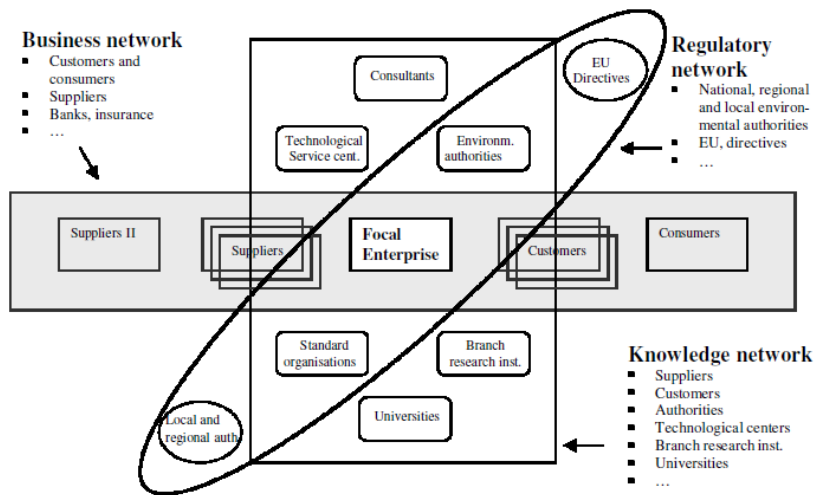 Business network
▪ Customers and
consumers
▪ Suppliers
▪ Banks, insurance
▪ …
Consultants
EU
Directives
Regulatory
network
▪ National, regional
and local environ-
mental authorities
▪ EU, directives
▪ …
Technological
Service cent.
Environm.
authorities
Suppliers II
Suppliers
Focal
Enterprise
Customers
Consumers
Standard
organisations
Branch
research inst.
Local and
regional auth.
Universities
Knowledge network
▪ Suppliers
▪ Customers
▪ Authorities
▪ Technological centers
▪ Branch research inst.
▪ Universities
▪ …